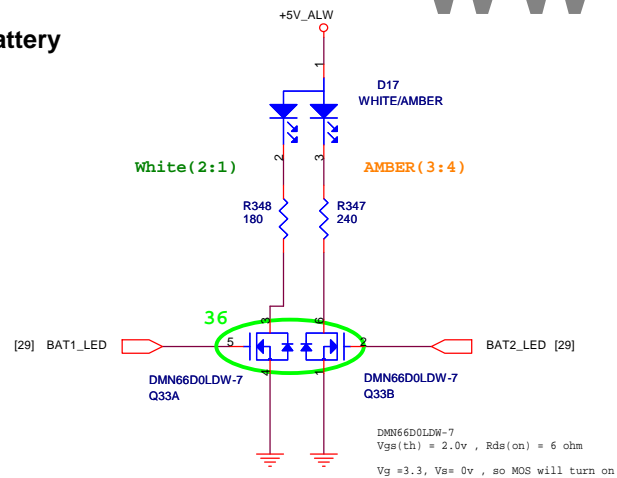 +5V_ALW
attery
1
D17
WHITE/AMBER
2
3
White(2:1)
AMBER(3:4)
R348
180
R347
240
36
3
6
[29] BAT1_LED
5
2
BAT2_LED [29]
4
1
DMN66D0LDW-7
Q33A
DMN66D0LDW-7
Q33B
DMN66D0LDW-7
Vgs(th) = 2.0v , Rds(on) = 6 ohm
Vg =3.3, Vs= 0v , so MOS will turn on